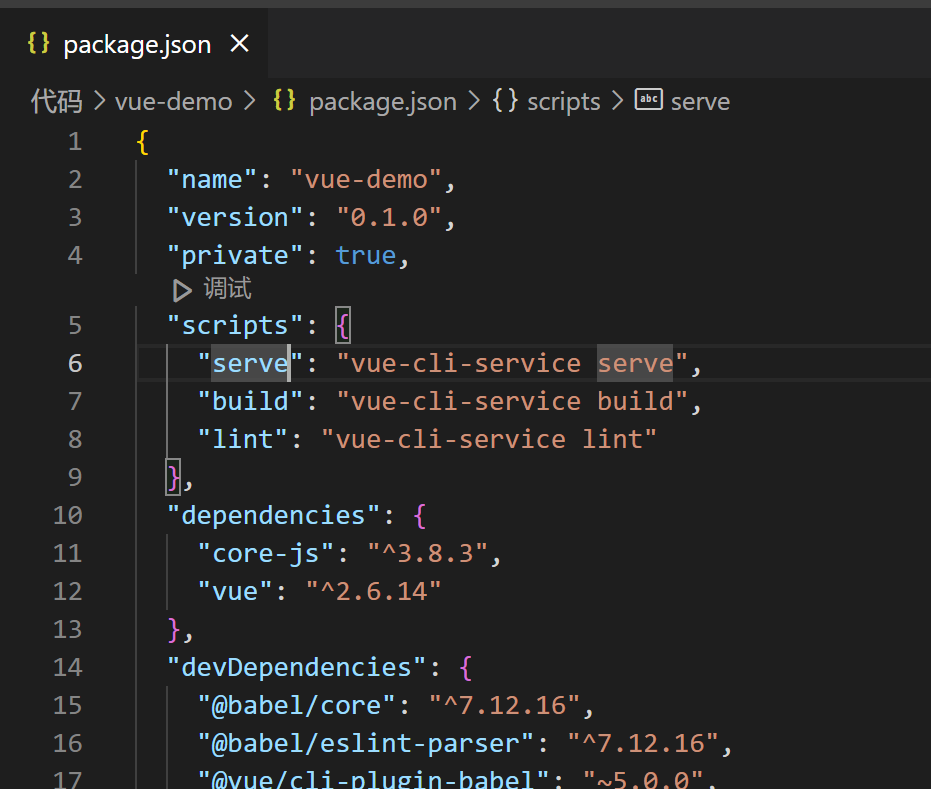 package.json
代码 > vue-demo > {} package.json > {} scripts > abc serve
1 {
2 "name": "vue-demo",
3 "version": "0.1.0",
4 "private": true,
调试
5 "scripts": {
6 "serve": "vue-cli-service serve",
7 "build": "vue-cli-service build",
8 "lint": "vue-cli-service lint"
9 },
10 "dependencies": {
11 "core-js": "^3.8.3",
12 "vue": "^2.6.14"
13 },
14 "devDependencies": {
15 "@babel/core": "^7.12.16",
16 "@babel/eslint-parser": "^7.12.16",
17 "@vue/cli-plugin-babel": "~5.0.0",